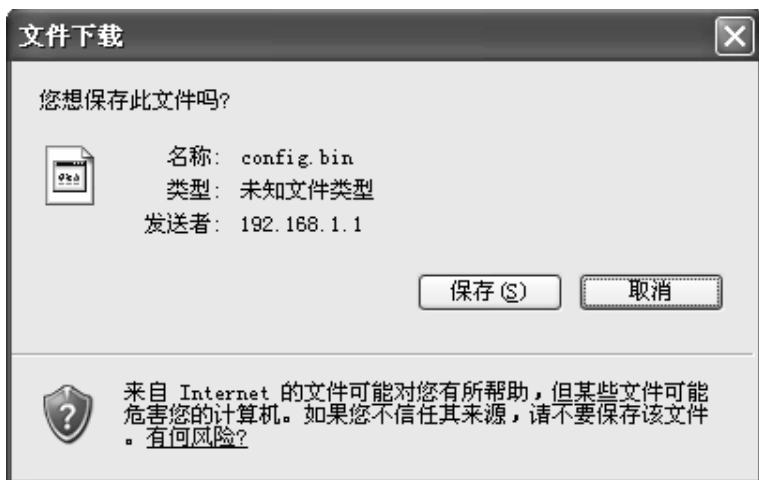 文件下载
您想保存此文件吗?
名称: config.bin
类型: 未知文件类型
发送者: 192.168.1.1
保存(S) 取消
来自 Internet 的文件可能对您有所帮助，但某些文件可能
危害您的计算机。如果您不信任其来源，请不要保存该文件
。有何风险?